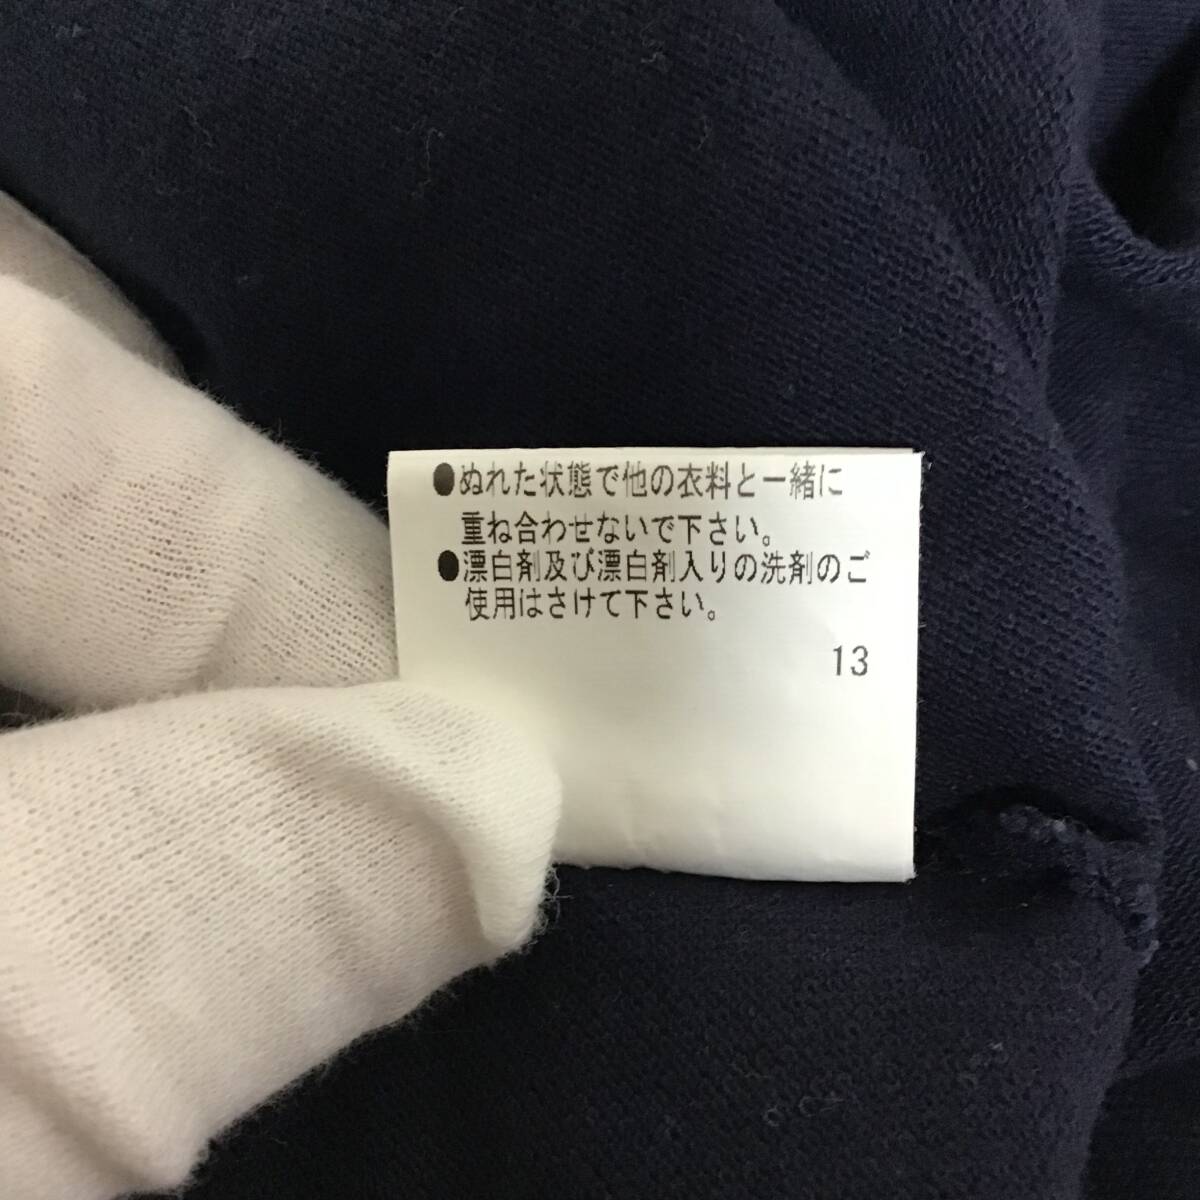 ●ぬれた状態で他の衣料と一緒に
重ね合わせないで下さい。
●漂白剤及び漂白剤入りの洗剤のご
使用はさけて下さい。
13